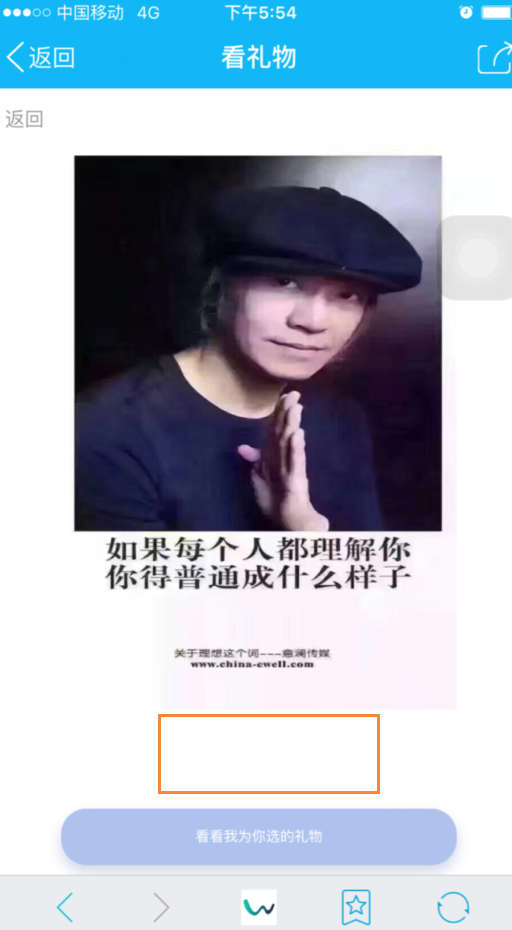 中国移动 4G 下午5:54
返回 看礼物
返回
如果每个人都理解你
你得普通成什么样子
关于理想这个词---意澜传媒
www.china-ewell.com
看看我为你选的礼物